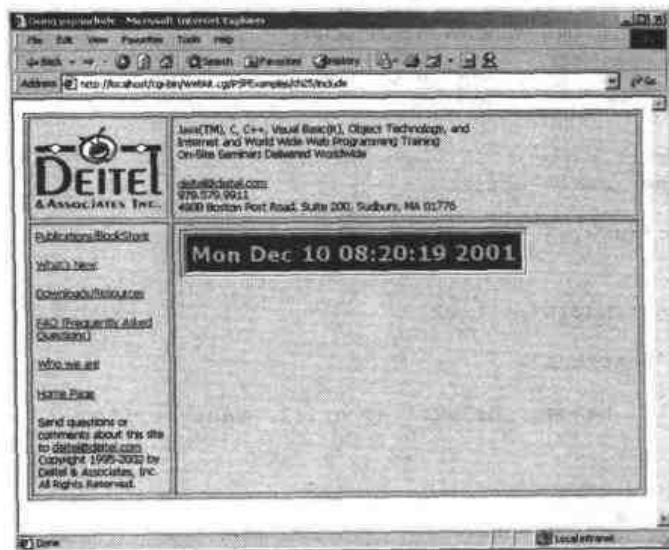 Using psp:include - Microsoft Internet Explorer
File Edit View Favorites Tools Help
Back Search Favorites History
Address http://localhost/cgi-bin/WebKit.cgi/PSPExamples/ch25/include Go
DEITEL
& ASSOCIATES INC.
Java(TM), C, C++, Visual Basic(R), Object Technology, and
Internet and World Wide Web Programming Training
On-Site Seminars Delivered Worldwide
deitel@deitel.com
978.579.9911
490B Boston Post Road, Suite 200, Sudbury, MA 01776
Publications/BookStore
What's New
Downloads/Resources
FAQ (Frequently Asked
Questions)
Who we are
Home Page
Send questions or
comments about this site
to deitel@deitel.com
Copyright 1995-2002 by
Deitel & Associates, Inc.
All Rights Reserved.
Mon Dec 10 08:20:19 2001
Done
Local intranet